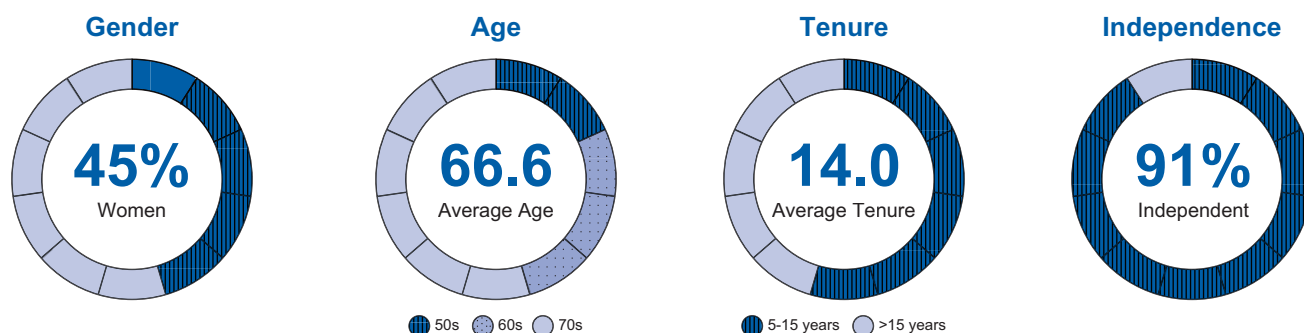 Gender
45%
Women
Age
66.6
Average Age
50s 60s 70s
Tenure
14.0
Average Tenure
5-15 years >15 years
Independence
91%
Independent